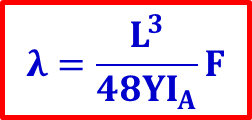 λ = L³/48YI_A F